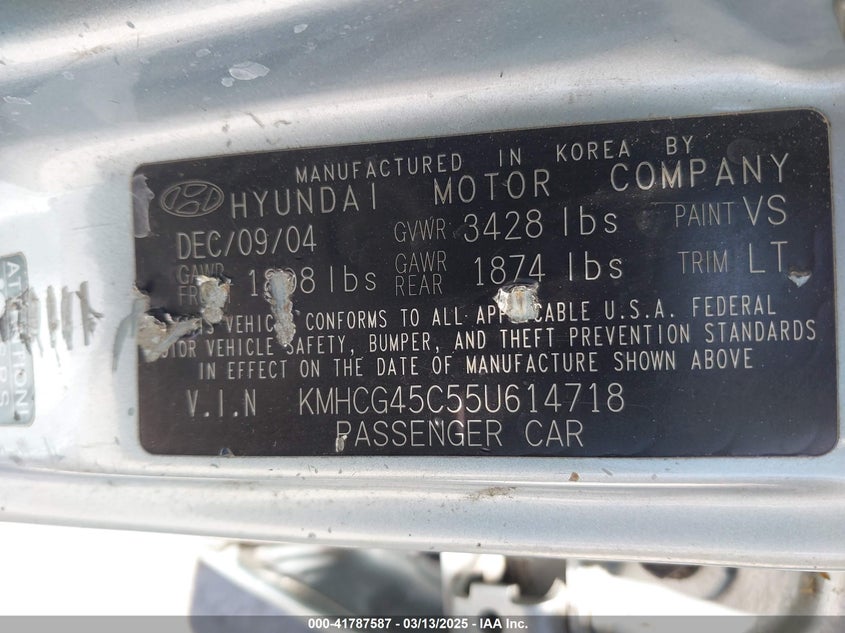 MANUFACTURED IN KOREA BY
HYUNDAI MOTOR COMPANY
DEC/09/04 GVWR: 3428 lbs PAINT VS
GAWR lbs GAWR REAR 1874 lbs TRIM LT
CONFORMS TO ALL U.S.A. FEDERAL
VEHICLE SAFETY, BUMPER, AND THEFT PREVENTION STANDARDS
IN EFFECT ON THE DATE OF MANUFACTURE SHOWN ABOVE
V.I.N KMHCG45C55U614718
PASSENGER CAR
000-41787587 - 03/13/2025 - IAA Inc.